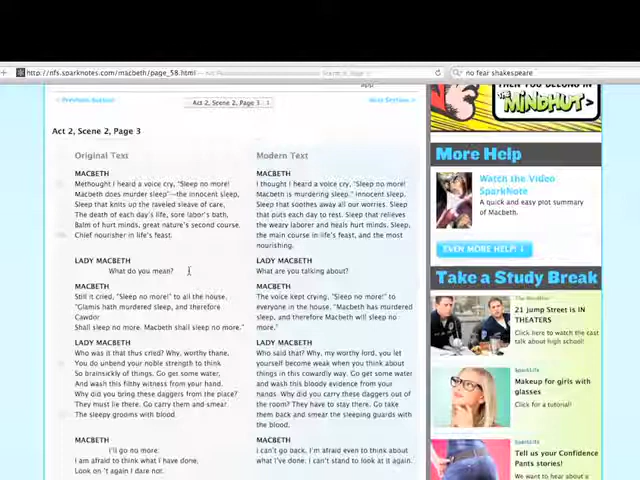 http://nfs.sparknotes.com/macbeth/page_58.html
no fear shakespeare
THEN YOU BELONG IN
THE MINDHUT>
< Previous Section
Act 2, Scene 2, Page 3
Next Section >
Act 2, Scene 2, Page 3
Original Text
MACBETH
Methought I heard a voice cry, "Sleep no more!
Macbeth does murder sleep"—the innocent sleep,
Sleep that knits up the raveled sleave of care,
The death of each day's life, sore labor's bath,
Balm of hurt minds, great nature's second course,
Chief nourisher in life's feast.
LADY MACBETH
What do you mean?
MACBETH
Still it cried, "Sleep no more!" to all the house.
"Glamis hath murdered sleep, and therefore
Cawdor
Shall sleep no more. Macbeth shall sleep no more."
LADY MACBETH
Who was it that thus cried? Why, worthy thane,
You do unbend your noble strength to think
So brainsickly of things. Go get some water,
And wash this filthy witness from your hand.
Why did you bring these daggers from the place?
They must lie there. Go carry them and smear
The sleepy grooms with blood.
MACBETH
I'll go no more:
I am afraid to think what I have done.
Look on 't again I dare not.
Modern Text
MACBETH
I thought I heard a voice cry, "Sleep no more!
Macbeth is murdering sleep." Innocent sleep.
Sleep that soothes away all our worries. Sleep
that puts each day to rest. Sleep that relieves
the weary laborer and heals hurt minds. Sleep,
the main course in life's feast, and the most
nourishing.
LADY MACBETH
What are you talking about?
MACBETH
The voice kept crying, "Sleep no more!" to
everyone in the house. "Macbeth has murdered
sleep, and therefore Macbeth will sleep no
more."
LADY MACBETH
Who said that? Why, my worthy lord, you let
yourself become weak when you think about
things in this cowardly way. Go get some water
and wash this bloody evidence from your
hands. Why did you carry these daggers out of
the room? They have to stay there. Go take
them back and smear the sleeping guards with
the blood.
MACBETH
I can't go back. I'm afraid even to think about
what I've done. I can't stand to look at it again.
More Help
Watch the Video
SparkNote
A quick and easy plot summary
of Macbeth.
EVEN MORE HELP!
Take a Study Break
21 Jump Street is IN
THEATERS
Click here to watch the cast
talk about high school!
SparkLife
Makeup for girls with
glasses
Click for a tutorial!
SparkLife
Tell us your Confidence
Pants stories!